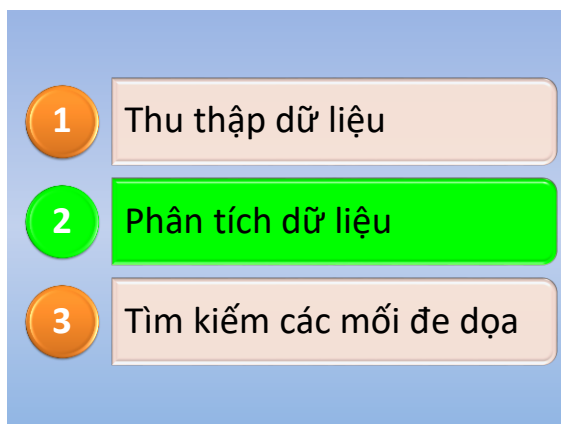 1 Thu thập dữ liệu
2 Phân tích dữ liệu
3 Tìm kiếm các mối đe dọa